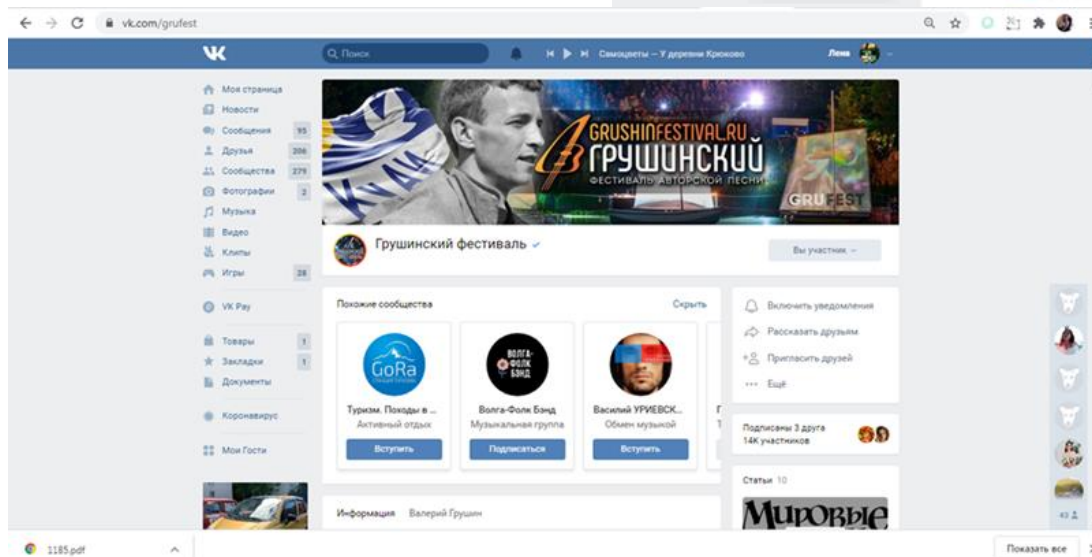 vk.com/grufest
Поиск
Самоцветы – У деревни Крюково
Лена
Моя страница
Новости
Сообщения 95
Друзья 206
Сообщества 279
Фотографии 2
Музыка
Видео
Клипы
Игры 28
VK Pay
Товары 1
Закладки 1
Документы
Коронавирус
Мои Гости
GRUSHINFESTIVAL.RU
ГРУШИНСКИЙ
ФЕСТИВАЛЬ АВТОРСКОЙ ПЕСНИ
GRUFEST
Грушинский фестиваль
Вы участник
Похожие сообщества
Скрыть
GoRa
ВОЛГА-
ФОЛК
БЭНД
Туризм. Походы в ...
Активный отдых
Вступить
Волга-Фолк Бэнд
Музыкальная группа
Подписаться
Василий УРИЕВСК...
Обмен музыкой
Вступить
Информация Валерий Грушин
Включить уведомления
Рассказать друзьям
Пригласить друзей
Ещё
Подписаны 3 друга
14K участников
Статьи 10
Мировые
43
1185.pdf
Показать все